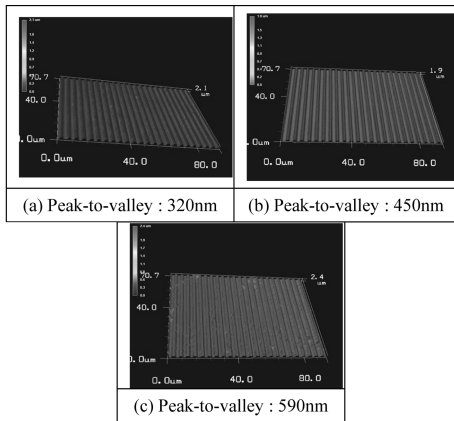 2.1 um
70.7
40.0
0.0um
0.0um
40.0
80.0
2.1
um
(a) Peak-to-valley : 320nm
70.7
40.0
0.0um
0.0um
40.0
80.0
1.9
um
(b) Peak-to-valley : 450nm
70.7
40.0
0.0um
0.0um
40.0
80.0
2.4
um
(c) Peak-to-valley : 590nm